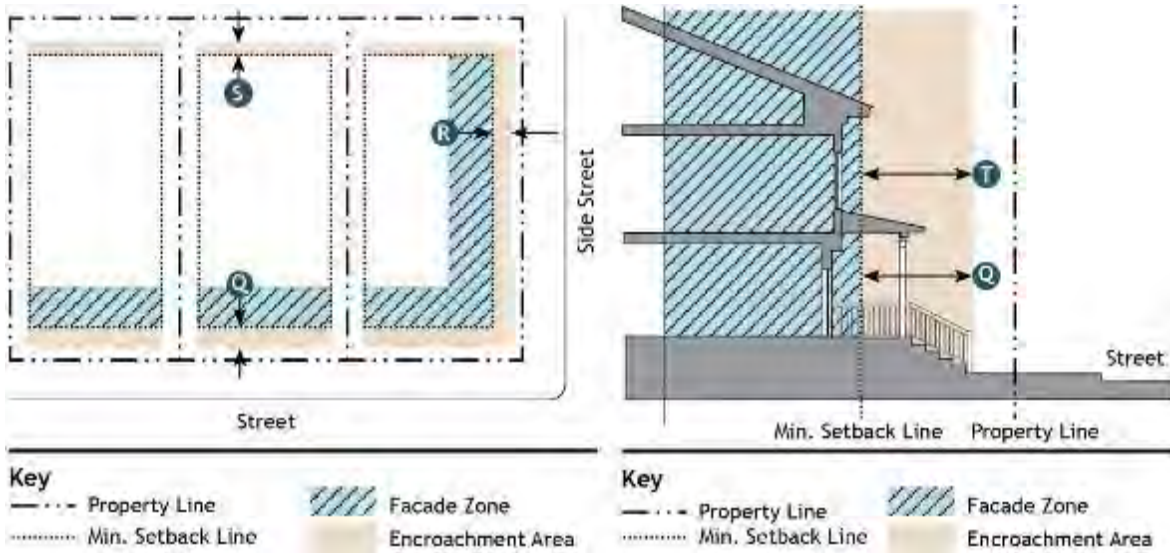 S
R
Q
Side Street
Street
Key
Property Line
Min. Setback Line
Facade Zone
Encroachment Area
T
Q
Street
Min. Setback Line
Property Line
Key
Property Line
Min. Setback Line
Facade Zone
Encroachment Area